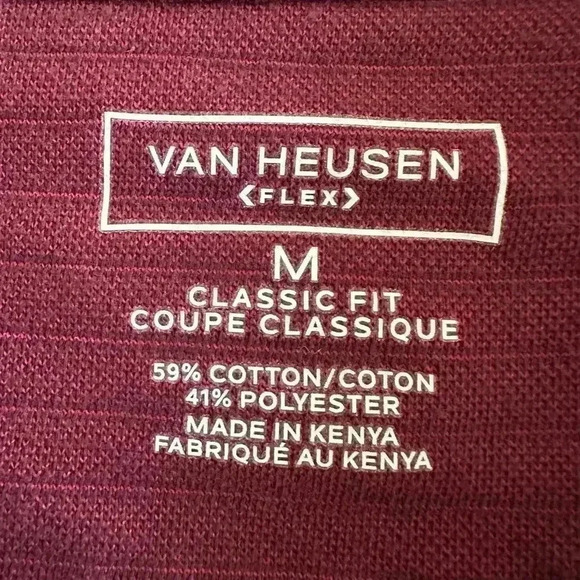 VAN HEUSEN
<FLEX>
M
CLASSIC FIT
COUPE CLASSIQUE
59% COTTON/COTON
41% POLYESTER
MADE IN KENYA
FABRIQUÉ AU KENYA